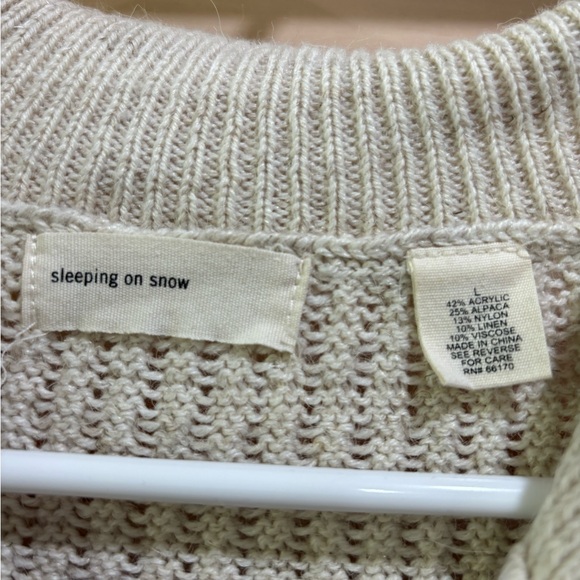 sleeping on snow
L
42% ACRYLIC
25% ALPACA
13% NYLON
10% LINEN
10% VISCOSE
MADE IN CHINA
SEE REVERSE
FOR CARE
RN# 66170